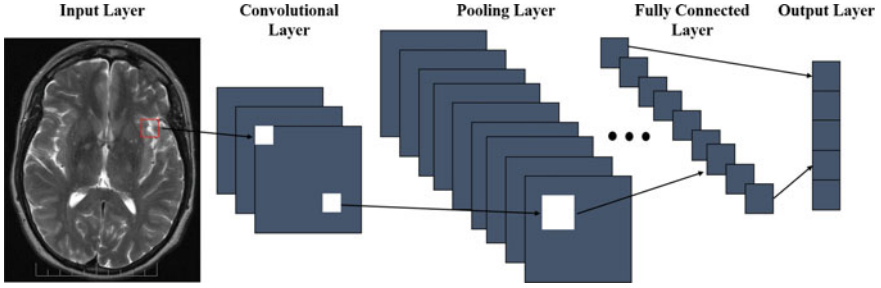 Input Layer
Convolutional
Layer
Pooling Layer
Fully Connected
Layer
Output Layer